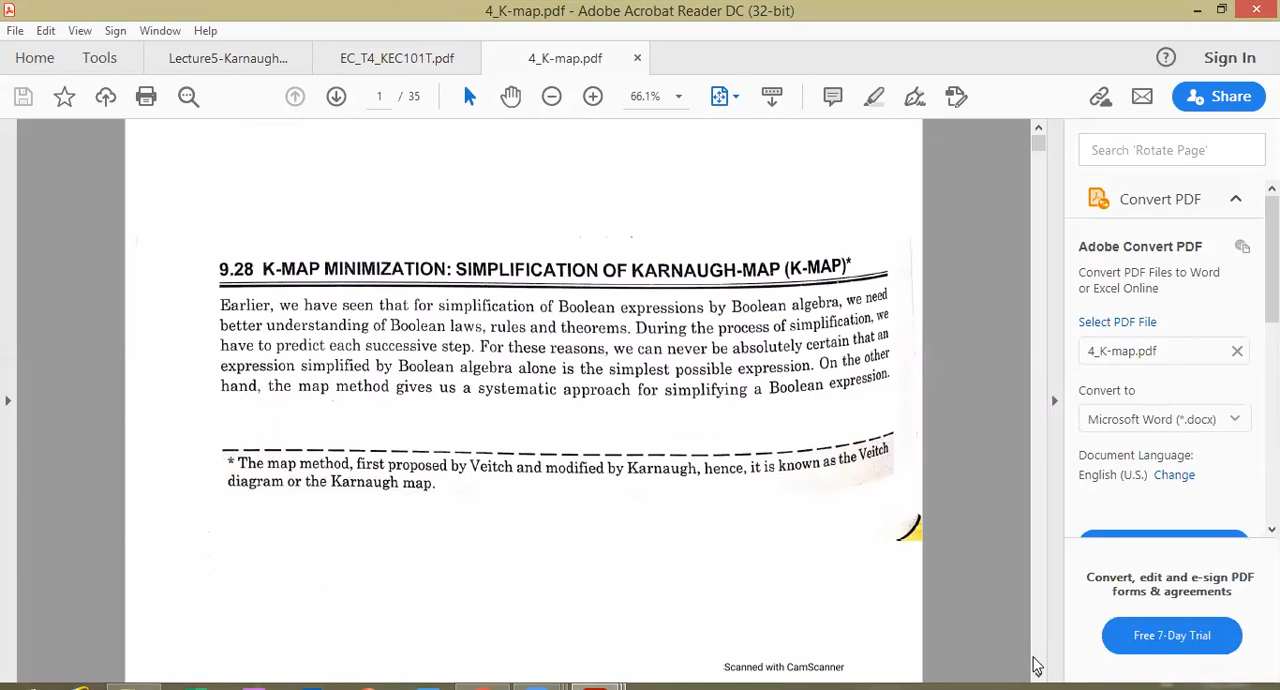 4_K-map.pdf - Adobe Acrobat Reader DC (32-bit)
File Edit View Sign Window Help
Home Tools Lecture5-Karnaugh... EC_T4_KEC101T.pdf 4_K-map.pdf
1 / 35 66.1% Share
Sign In
9.28 K-MAP MINIMIZATION: SIMPLIFICATION OF KARNAUGH-MAP (K-MAP)*
Earlier, we have seen that for simplification of Boolean expressions by Boolean algebra, we need
better understanding of Boolean laws, rules and theorems. During the process of simplification, we
have to predict each successive step. For these reasons, we can never be absolutely certain that an
expression simplified by Boolean algebra alone is the simplest possible expression. On the other
hand, the map method gives us a systematic approach for simplifying a Boolean expression.
* The map method, first proposed by Veitch and modified by Karnaugh, hence, it is known as the Veitch
diagram or the Karnaugh map.
Scanned with CamScanner
Search 'Rotate Page'
Convert PDF
Adobe Convert PDF
Convert PDF Files to Word
or Excel Online
Select PDF File
4_K-map.pdf
Convert to
Microsoft Word (*.docx)
Document Language:
English (U.S.) Change
Convert, edit and e-sign PDF
forms & agreements
Free 7-Day Trial